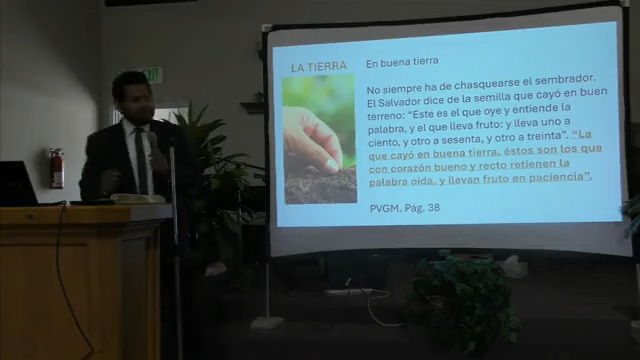 LA TIERRA
En buena tierra
No siempre ha de chasquearse el sembrador.
El Salvador dice de la semilla que cayó en buen
terreno: “Este es el que oye y entiende la
palabra, y el que lleva fruto: y lleva uno a
ciento, y otro a sesenta, y otro a treinta”. “La
que cayó en buena tierra, éstos son los que
con corazón bueno y recto retienen la
palabra oída, y llevan fruto en paciencia”.
PVGM. Pág. 38
EXIT